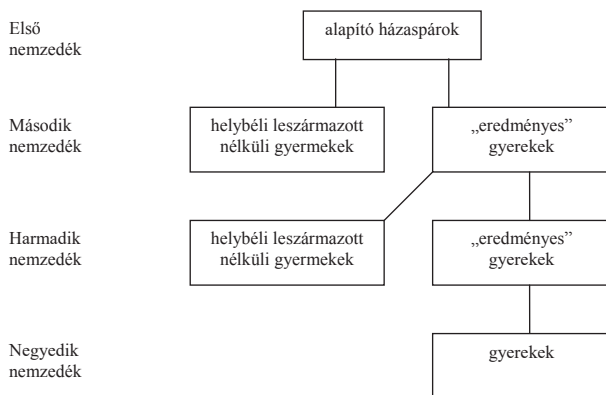 Első
nemzedék
alapító házaspárok
Második
nemzedék
helybéli leszármazott
nélküli gyermekek
„eredményes”
gyerekek
Harmadik
nemzedék
helybéli leszármazott
nélküli gyermekek
„eredményes”
gyerekek
Negyedik
nemzedék
gyerekek